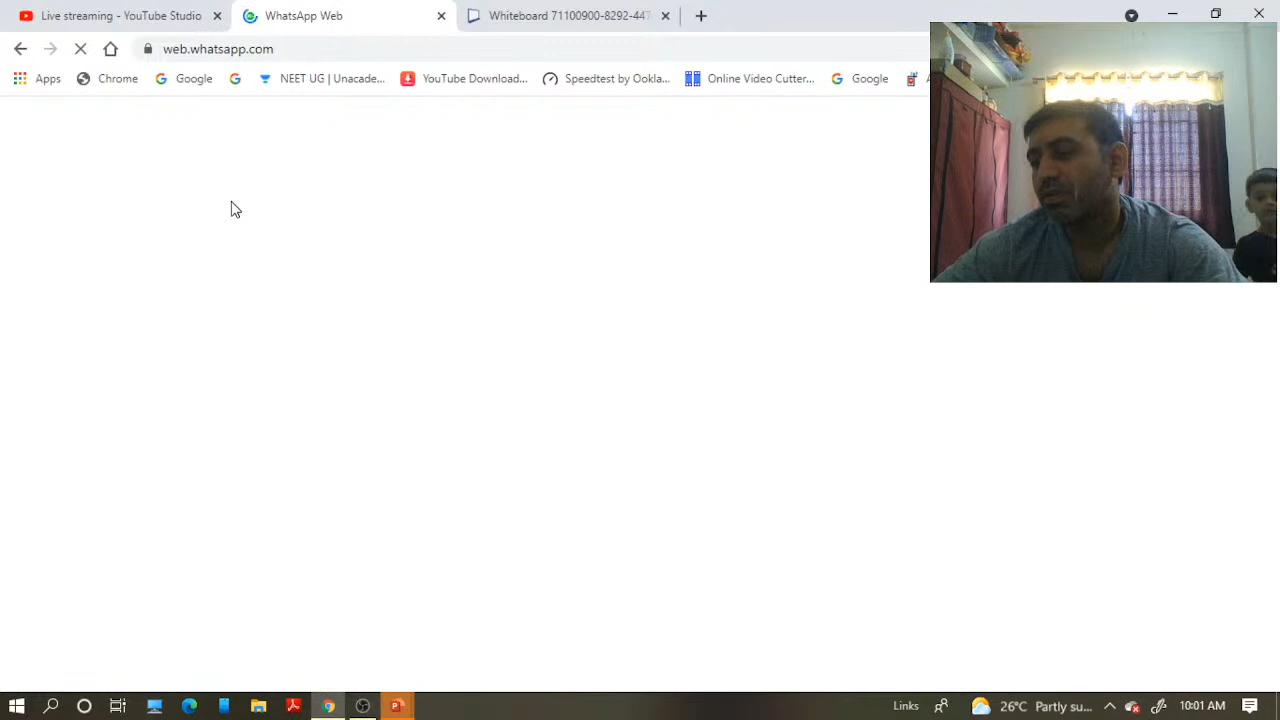 Live streaming - YouTube Studio
WhatsApp Web
Whiteboard 71100900-8292-447
web.whatsapp.com
Apps
Chrome
Google
NEET UG | Unacade...
YouTube Download...
Speedtest by Ookla...
Online Video Cutter...
Google
Links
26°C Partly su...
10:01 AM